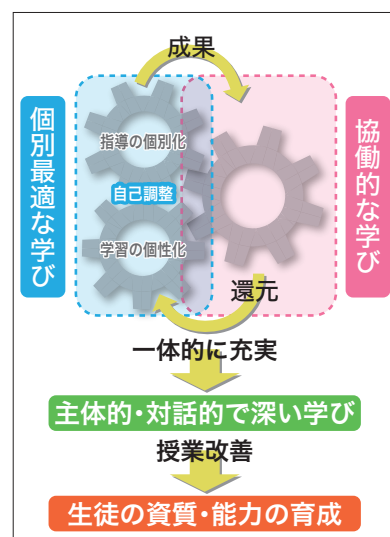 成果
個別最適な学び
指導の個別化
自己調整
学習の個性化
協働的な学び
還元
一体的に充実
主体的・対話的で深い学び
授業改善
生徒の資質・能力の育成